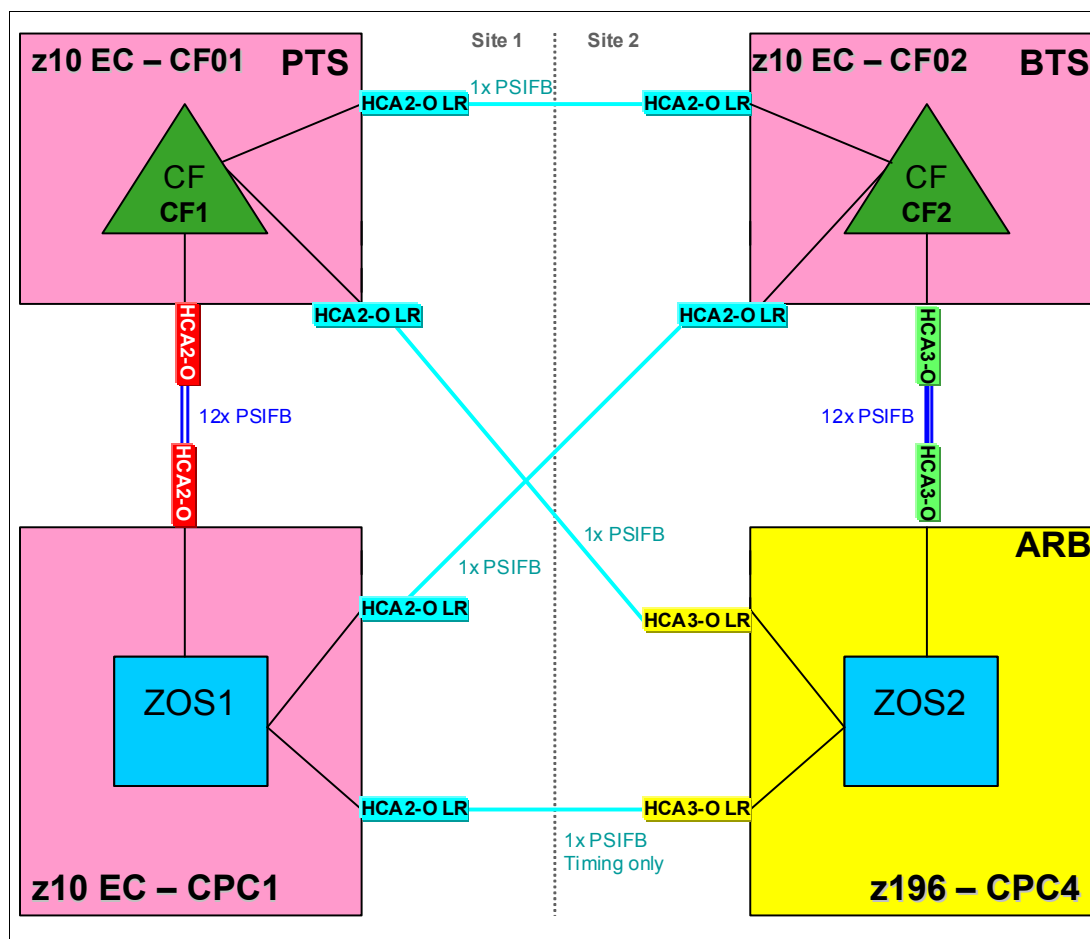 Site 1
Site 2
z10 EC – CF01
PTS
z10 EC – CF02
BTS
HCA2-O LR
1x PSIFB
HCA2-O LR
CF
CF1
CF
CF2
HCA2-O LR
HCA2-O LR
HCA2-O
HCA3-O
12x PSIFB
12x PSIFB
HCA2-O
HCA3-O
1x PSIFB
1x PSIFB
ARB
HCA2-O LR
HCA3-O LR
ZOS1
ZOS2
HCA2-O LR
HCA3-O LR
1x PSIFB
Timing only
z10 EC – CPC1
z196 – CPC4